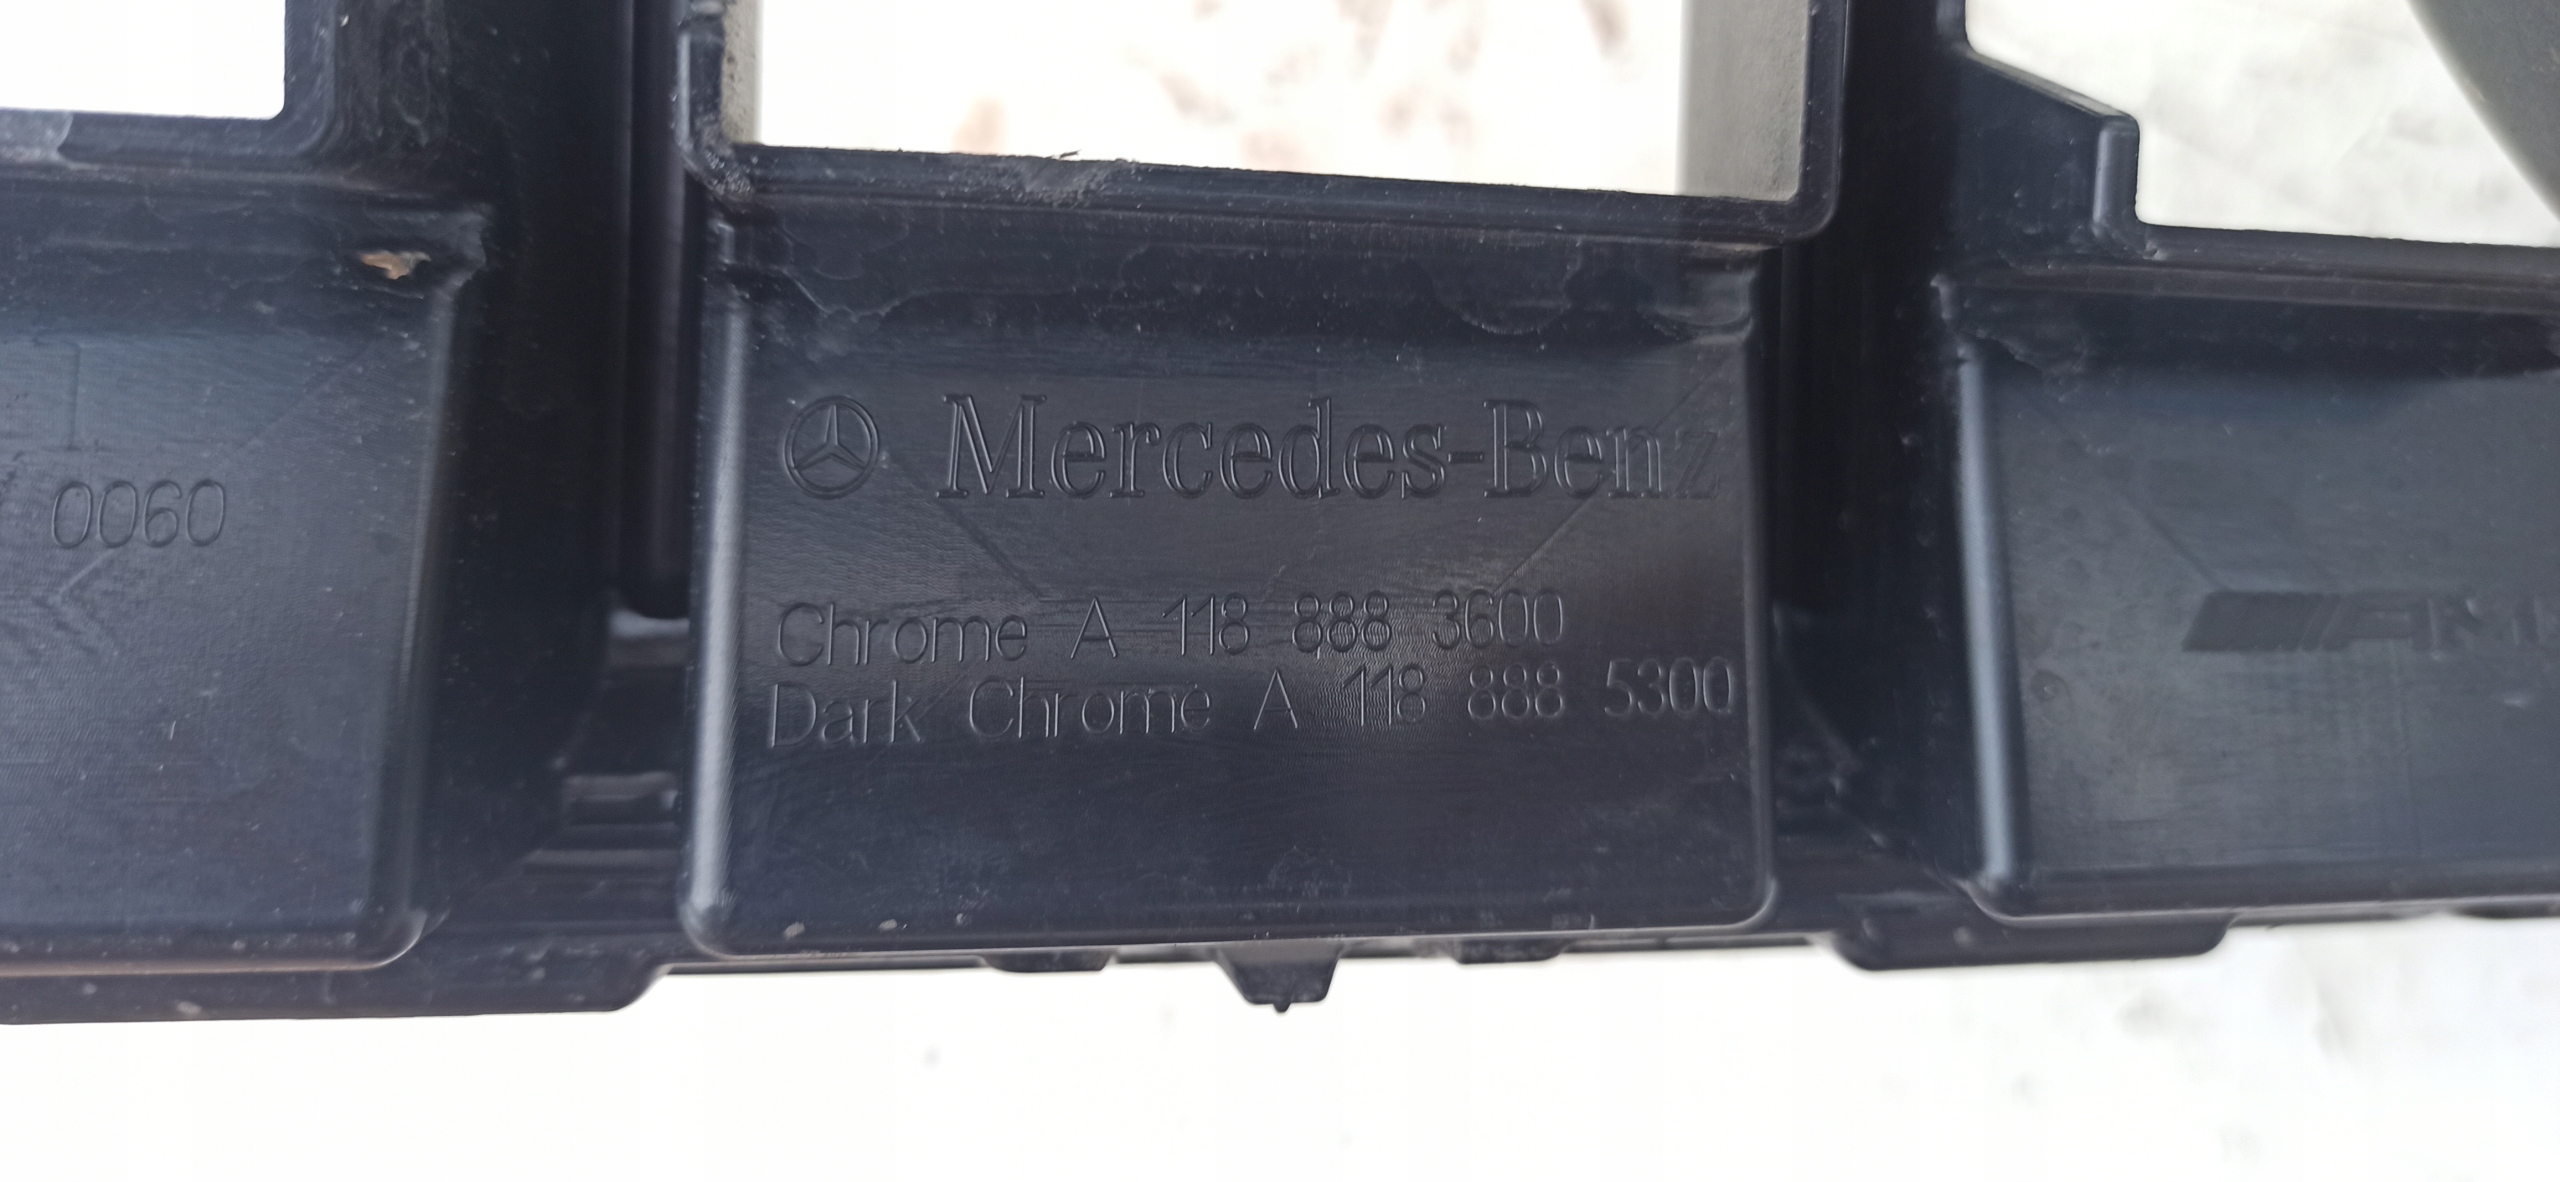 0060
Mercedes-Benz
Chrome A 118 888 3600
Dark Chrome A 118 888 5300